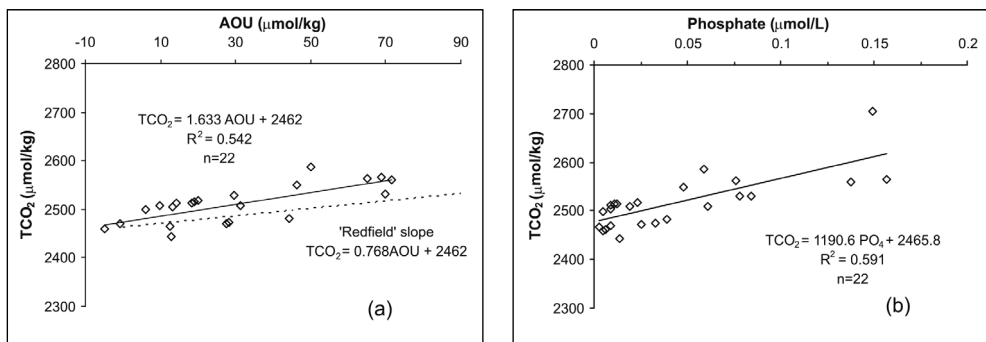 AOU (μmol/kg)
-10 10 30 50 70 90
2800
2700
2600
2500
2400
2300
TCO2 (μmol/kg)
TCO2 = 1.633 AOU + 2462
R2 = 0.542
n=22
'Redfield' slope
TCO2 = 0.768AOU + 2462
(a)
Phosphate (μmol/L)
0 0.05 0.1 0.15 0.2
2800
2700
2600
2500
2400
2300
TCO2 (μmol/kg)
TCO2 = 1190.6 PO4 + 2465.8
R2 = 0.591
n=22
(b)